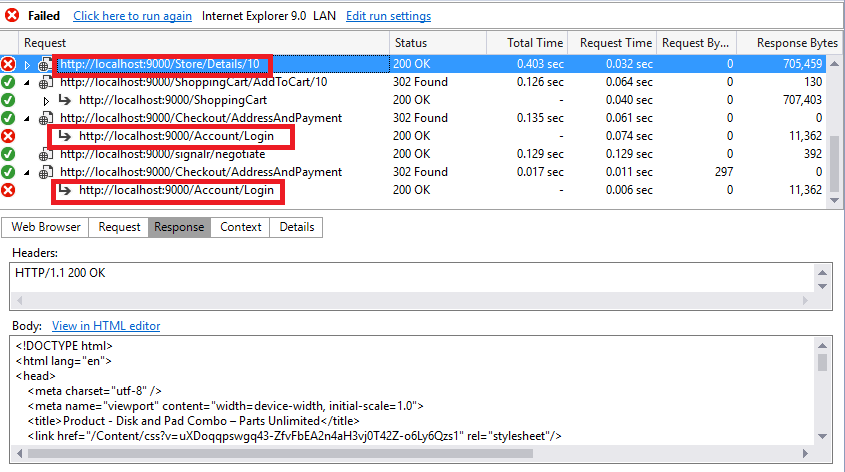 Failed Click here to run again Internet Explorer 9.0 LAN Edit run settings
Request Status Total Time Request Time Request By... Response Bytes
http://localhost:9000/Store/Details/10 200 OK 0.403 sec 0.032 sec 0 705,459
http://localhost:9000/ShoppingCart/AddToCart/10 302 Found 0.126 sec 0.064 sec 0 130
http://localhost:9000/ShoppingCart 200 OK - 0.040 sec 0 707,403
http://localhost:9000/Checkout/AddressAndPayment 302 Found 0.135 sec 0.061 sec 0 0
http://localhost:9000/Account/Login 200 OK - 0.074 sec 0 11,362
http://localhost:9000/signalr/negotiate 200 OK 0.129 sec 0.129 sec 0 392
http://localhost:9000/Checkout/AddressAndPayment 302 Found 0.017 sec 0.011 sec 297 0
http://localhost:9000/Account/Login 200 OK - 0.006 sec 0 11,362
Web Browser Request Response Context Details
Headers:
HTTP/1.1 200 OK
Body: View in HTML editor
<!DOCTYPE html>
<html lang="en">
<head>
<meta charset="utf-8" />
<meta name="viewport" content="width=device-width, initial-scale=1.0">
<title>Product - Disk and Pad Combo – Parts Unlimited</title>
<link href="/Content/css?v=uXDoqqpswgq43-ZfvFbEA2n4aH3vj0T42Z-o6Ly6Qzs1" rel="stylesheet"/>